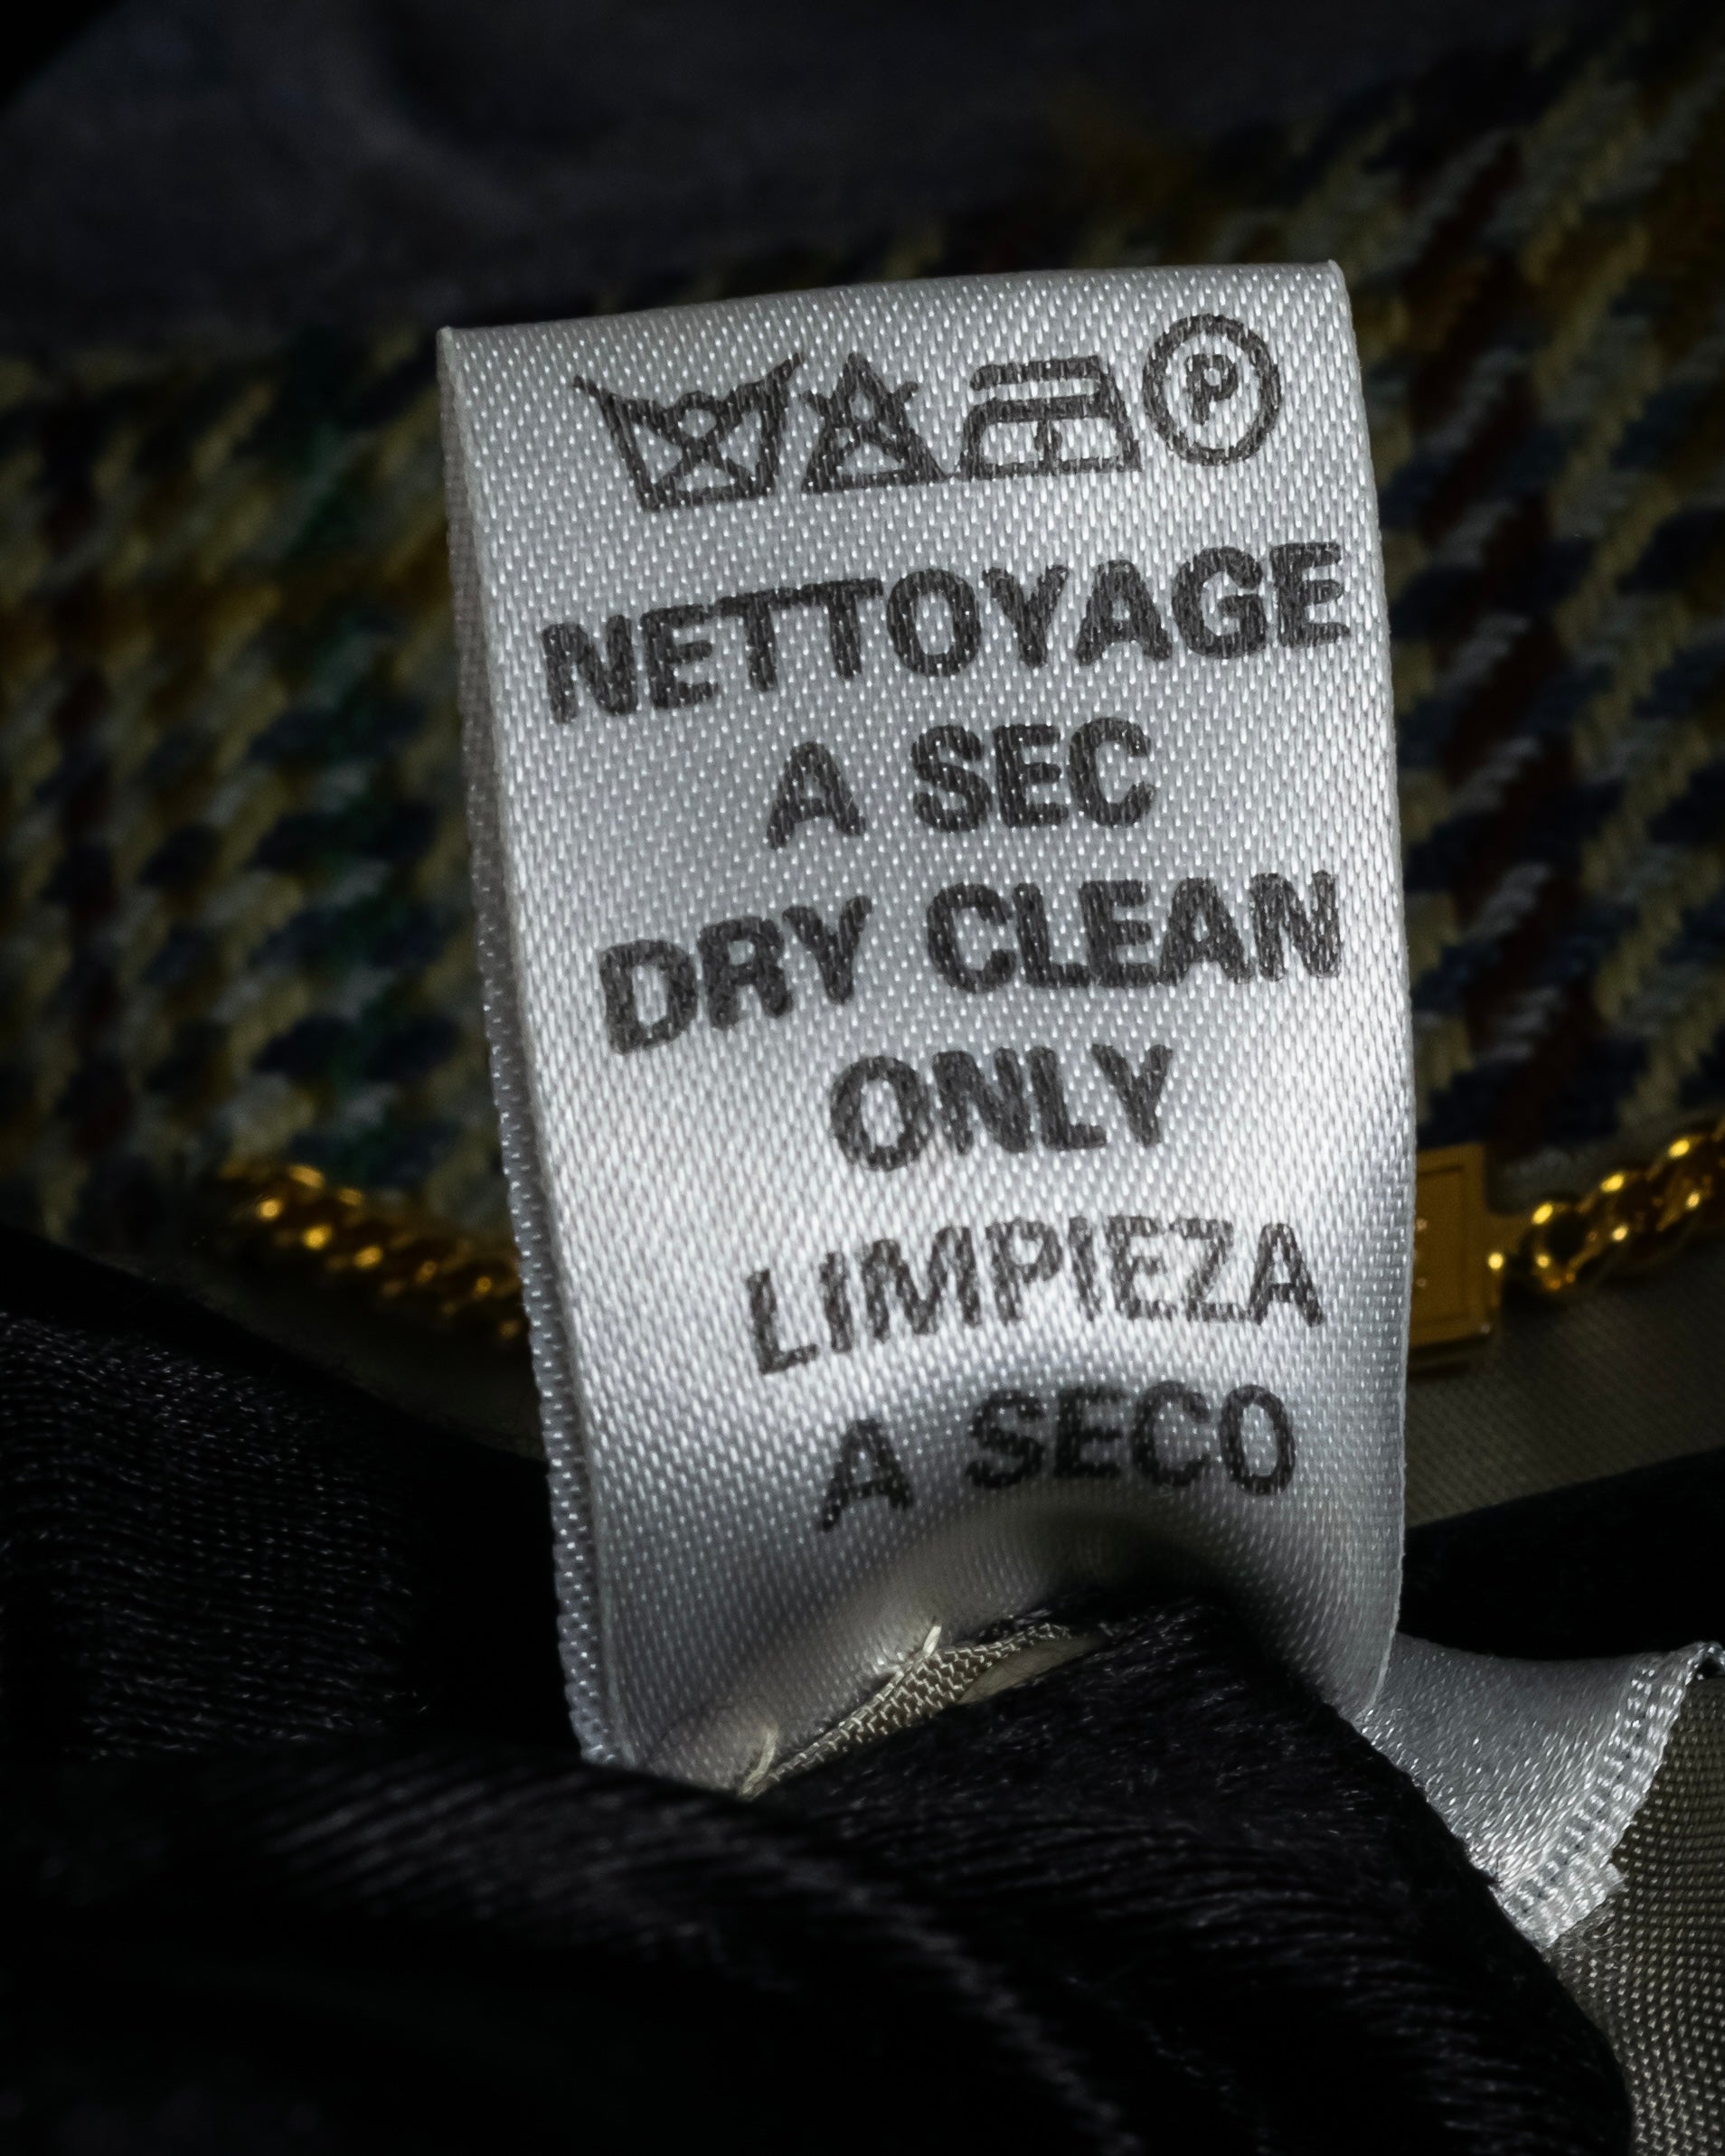 P
NETTOYAGE
A SEC
DRY CLEAN
ONLY
LIMPIEZA
A SECO